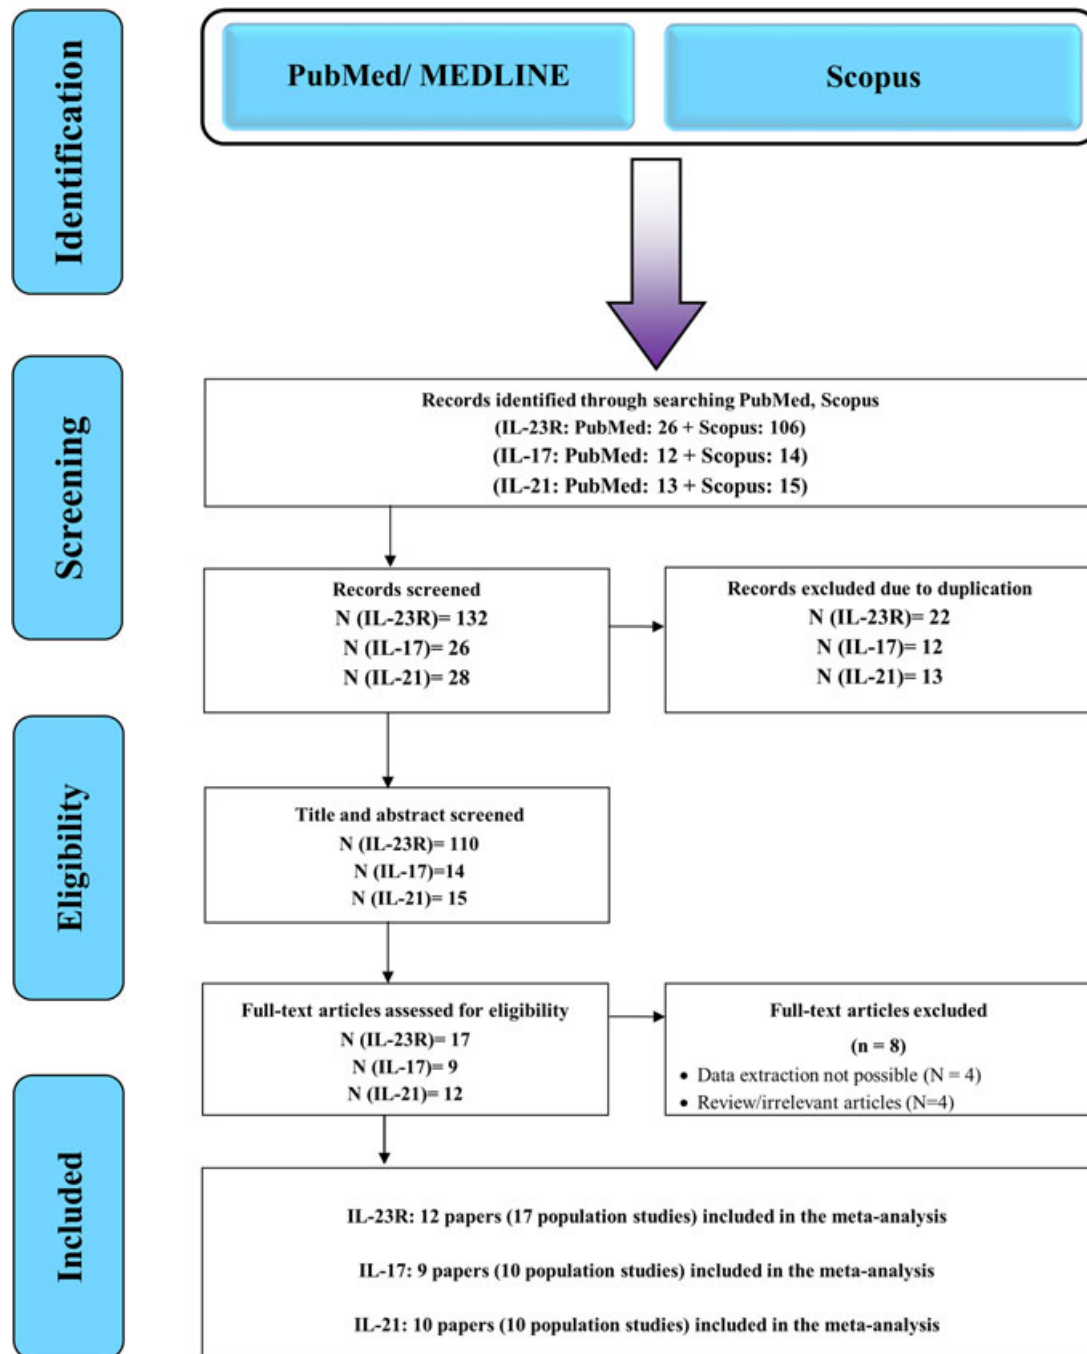 Identification
PubMed/ MEDLINE
Scopus
Screening
Records identified through searching PubMed, Scopus
(IL-23R: PubMed: 26 + Scopus: 106)
(IL-17: PubMed: 12 + Scopus: 14)
(IL-21: PubMed: 13 + Scopus: 15)
Records screened
N (IL-23R)= 132
N (IL-17)= 26
N (IL-21)= 28
Records excluded due to duplication
N (IL-23R)= 22
N (IL-17)= 12
N (IL-21)= 13
Eligibility
Title and abstract screened
N (IL-23R)= 110
N (IL-17)=14
N (IL-21)= 15
Full-text articles assessed for eligibility
N (IL-23R)= 17
N (IL-17)= 9
N (IL-21)= 12
Full-text articles excluded
(n = 8)
• Data extraction not possible (N = 4)
• Review/irrelevant articles (N=4)
Included
IL-23R: 12 papers (17 population studies) included in the meta-analysis
IL-17: 9 papers (10 population studies) included in the meta-analysis
IL-21: 10 papers (10 population studies) included in the meta-analysis